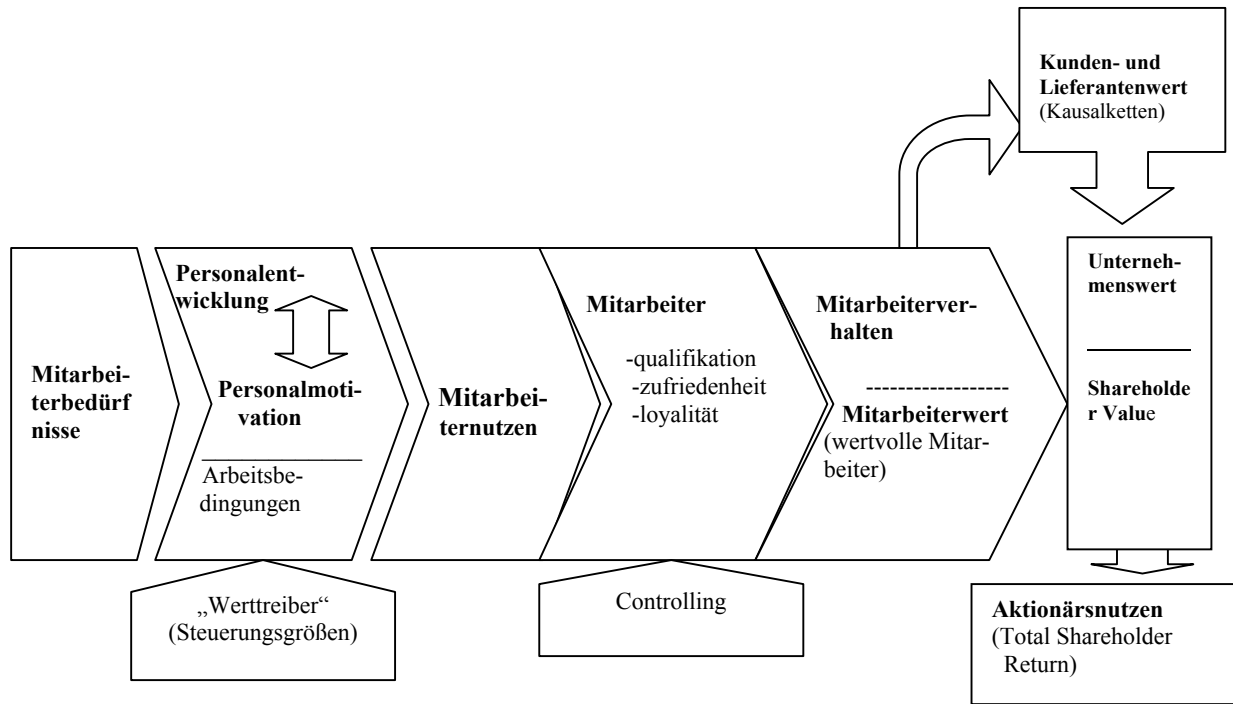 Kunden- und
Lieferantenwert
(Kausalketten)
Mitarbei-
terbedürf
nisse
Personalent-
wicklung
Personalmoti-
vation
Arbeitsbe-
dingungen
Mitarbei-
ternutzen
Mitarbeiter
-qualifikation
-zufriedenheit
-loyalität
Mitarbeiterver-
halten
Mitarbeiterwert
(wertvolle Mitar-
beiter)
Unterneh-
menswert
Shareholde
r Value
„Werttreiber“
(Steuerungsgrößen)
Controlling
Aktionärsnutzen
(Total Shareholder
Return)